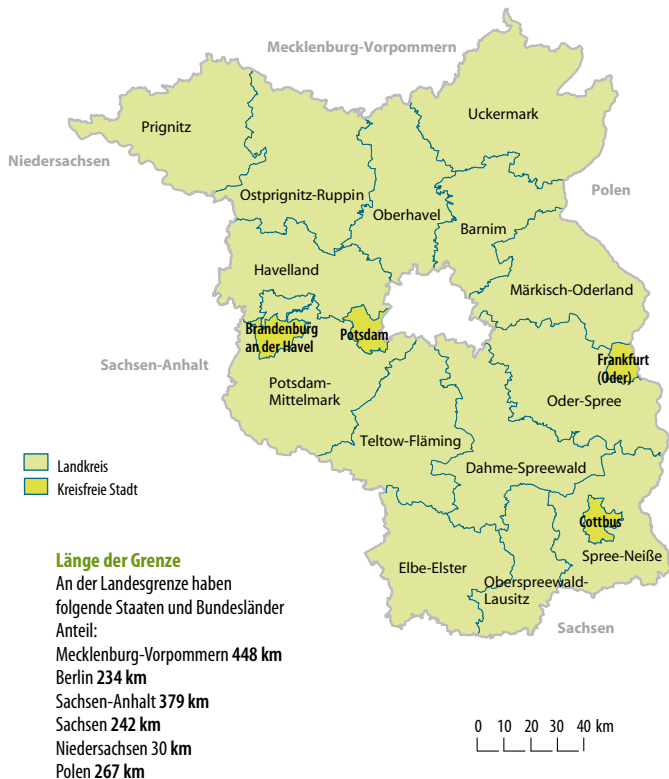 Mecklenburg-Vorpommern
Uckermark
Prignitz
Niedersachsen
Polen
Ostprignitz-Ruppin
Oberhavel
Barnim
Havelland
Märkisch-Oderland
Brandenburg
an der Havel
Potsdam
Sachsen-Anhalt
Frankfurt
(Oder)
Potsdam-
Mittelmark
Oder-Spree
Teltow-Fläming
Landkreis
Dahme-Spreewald
Kreisfreie Stadt
Cottbus
Spree-Neiße
Elbe-Elster
Oberspreewald-
Lausitz
Sachsen
Länge der Grenze
An der Landesgrenze haben
folgende Staaten und Bundesländer
Anteil:
Mecklenburg-Vorpommern 448 km
Berlin 234 km
Sachsen-Anhalt 379 km
Sachsen 242 km
Niedersachsen 30 km
Polen 267 km
0 10 20 30 40 km